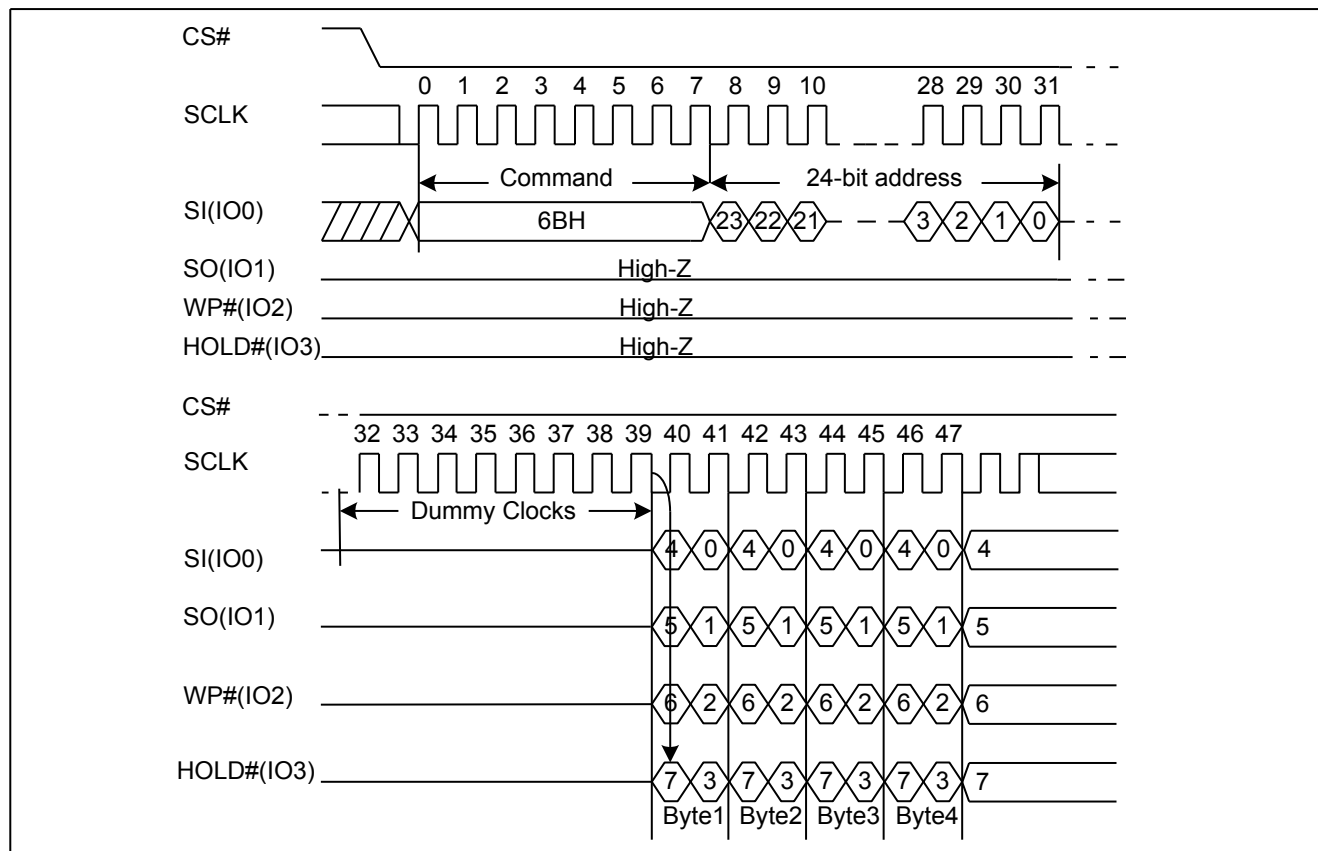 CS#
0 1 2 3 4 5 6 7 8 9 10 28 29 30 31
SCLK
Command 24-bit address
SI(IO0) 6BH 23 22 21 3 2 1 0
SO(IO1) High-Z
WP#(IO2) High-Z
HOLD#(IO3) High-Z
CS#
32 33 34 35 36 37 38 39 40 41 42 43 44 45 46 47
SCLK
Dummy Clocks
SI(IO0) 4 0 4 0 4 0 4 0 4
SO(IO1) 5 1 5 1 5 1 5 1 5
WP#(IO2) 6 2 6 2 6 2 6 2 6
HOLD#(IO3) 7 3 7 3 7 3 7 3 7
Byte1 Byte2 Byte3 Byte4